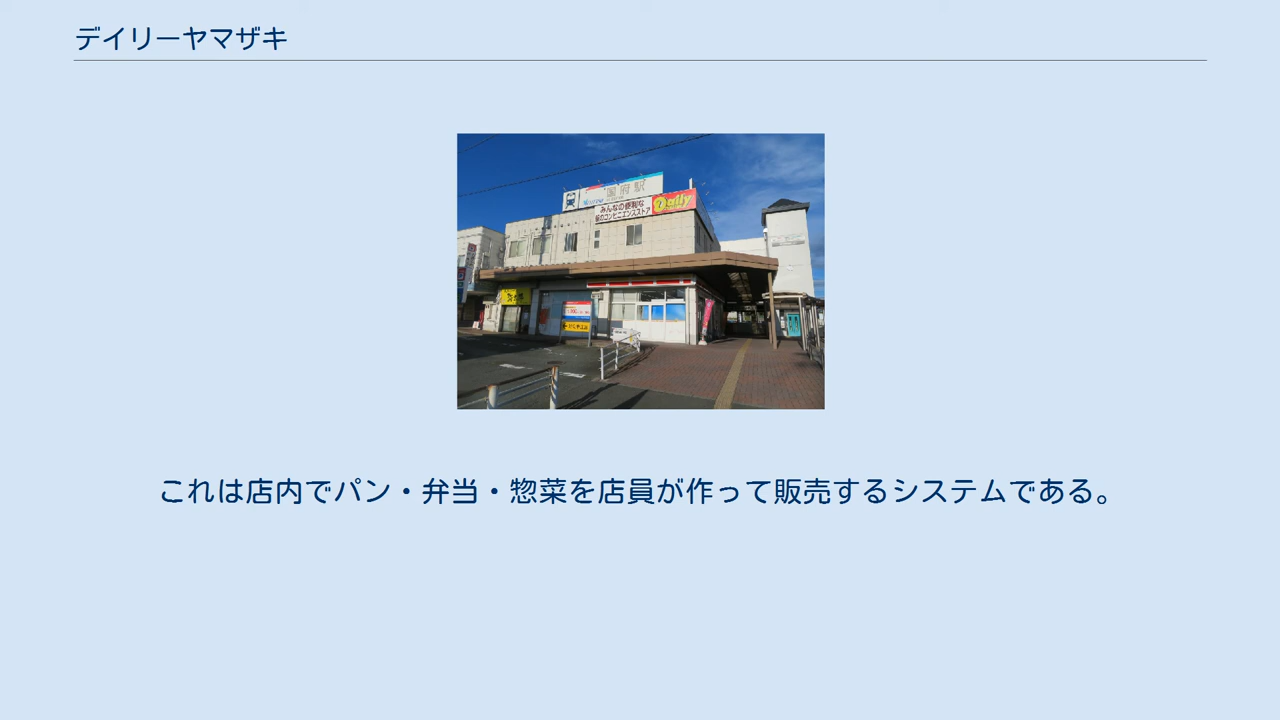 デイリーヤマザキ
国府駅
みんなの便利な
駅のコンビニエンスストア
Daily
これは店内でパン・弁当・惣菜を店員が作って販売するシステムである。